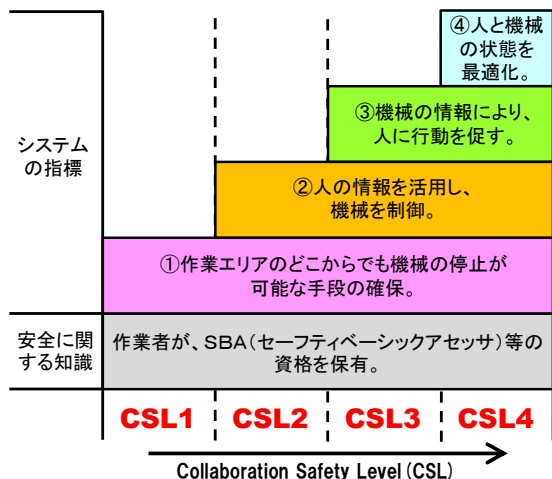 ④人と機械
の状態を
最適化。
③機械の情報により、
人に行動を促す。
システム
の指標
②人の情報を活用し、
機械を制御。
①作業エリアのどこからでも機械の停止が
可能な手段の確保。
安全に関
する知識
作業者が、SBA(セーフティベーシックアセッサ)等の
資格を保有。
CSL1 CSL2 CSL3 CSL4
Collaboration Safety Level(CSL)